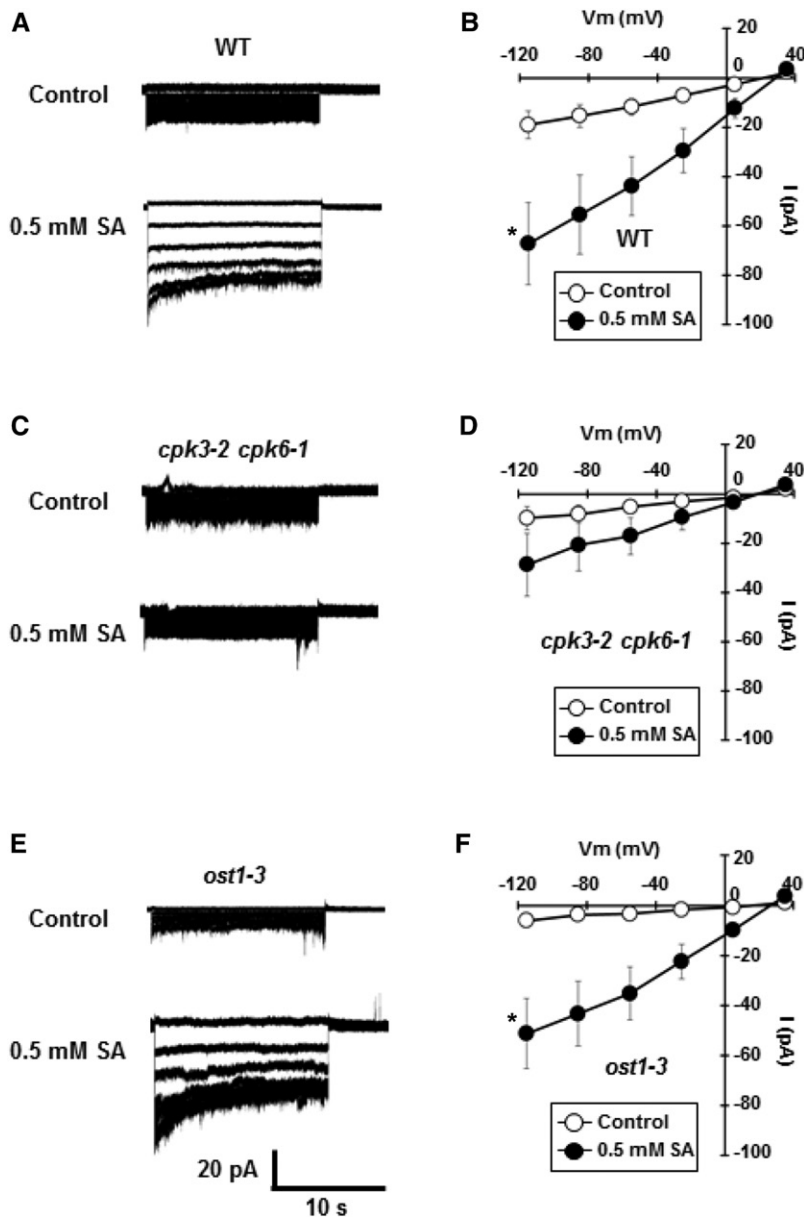 A
WT
Control
0.5 mM SA
B
Vm (mV)
-120 -80 -40 0 40
20
-20
-40
-60
-80
-100
I (pA)
*
WT
Control
0.5 mM SA
C
cpk3-2 cpk6-1
Control
0.5 mM SA
D
Vm (mV)
-120 -80 -40 0 40
20
-20
-40
-60
-80
-100
I (pA)
cpk3-2 cpk6-1
Control
0.5 mM SA
E
ost1-3
Control
0.5 mM SA
20 pA
10 s
F
Vm (mV)
-120 -80 -40 0 40
20
-20
-40
-60
-80
-100
I (pA)
*
ost1-3
Control
0.5 mM SA